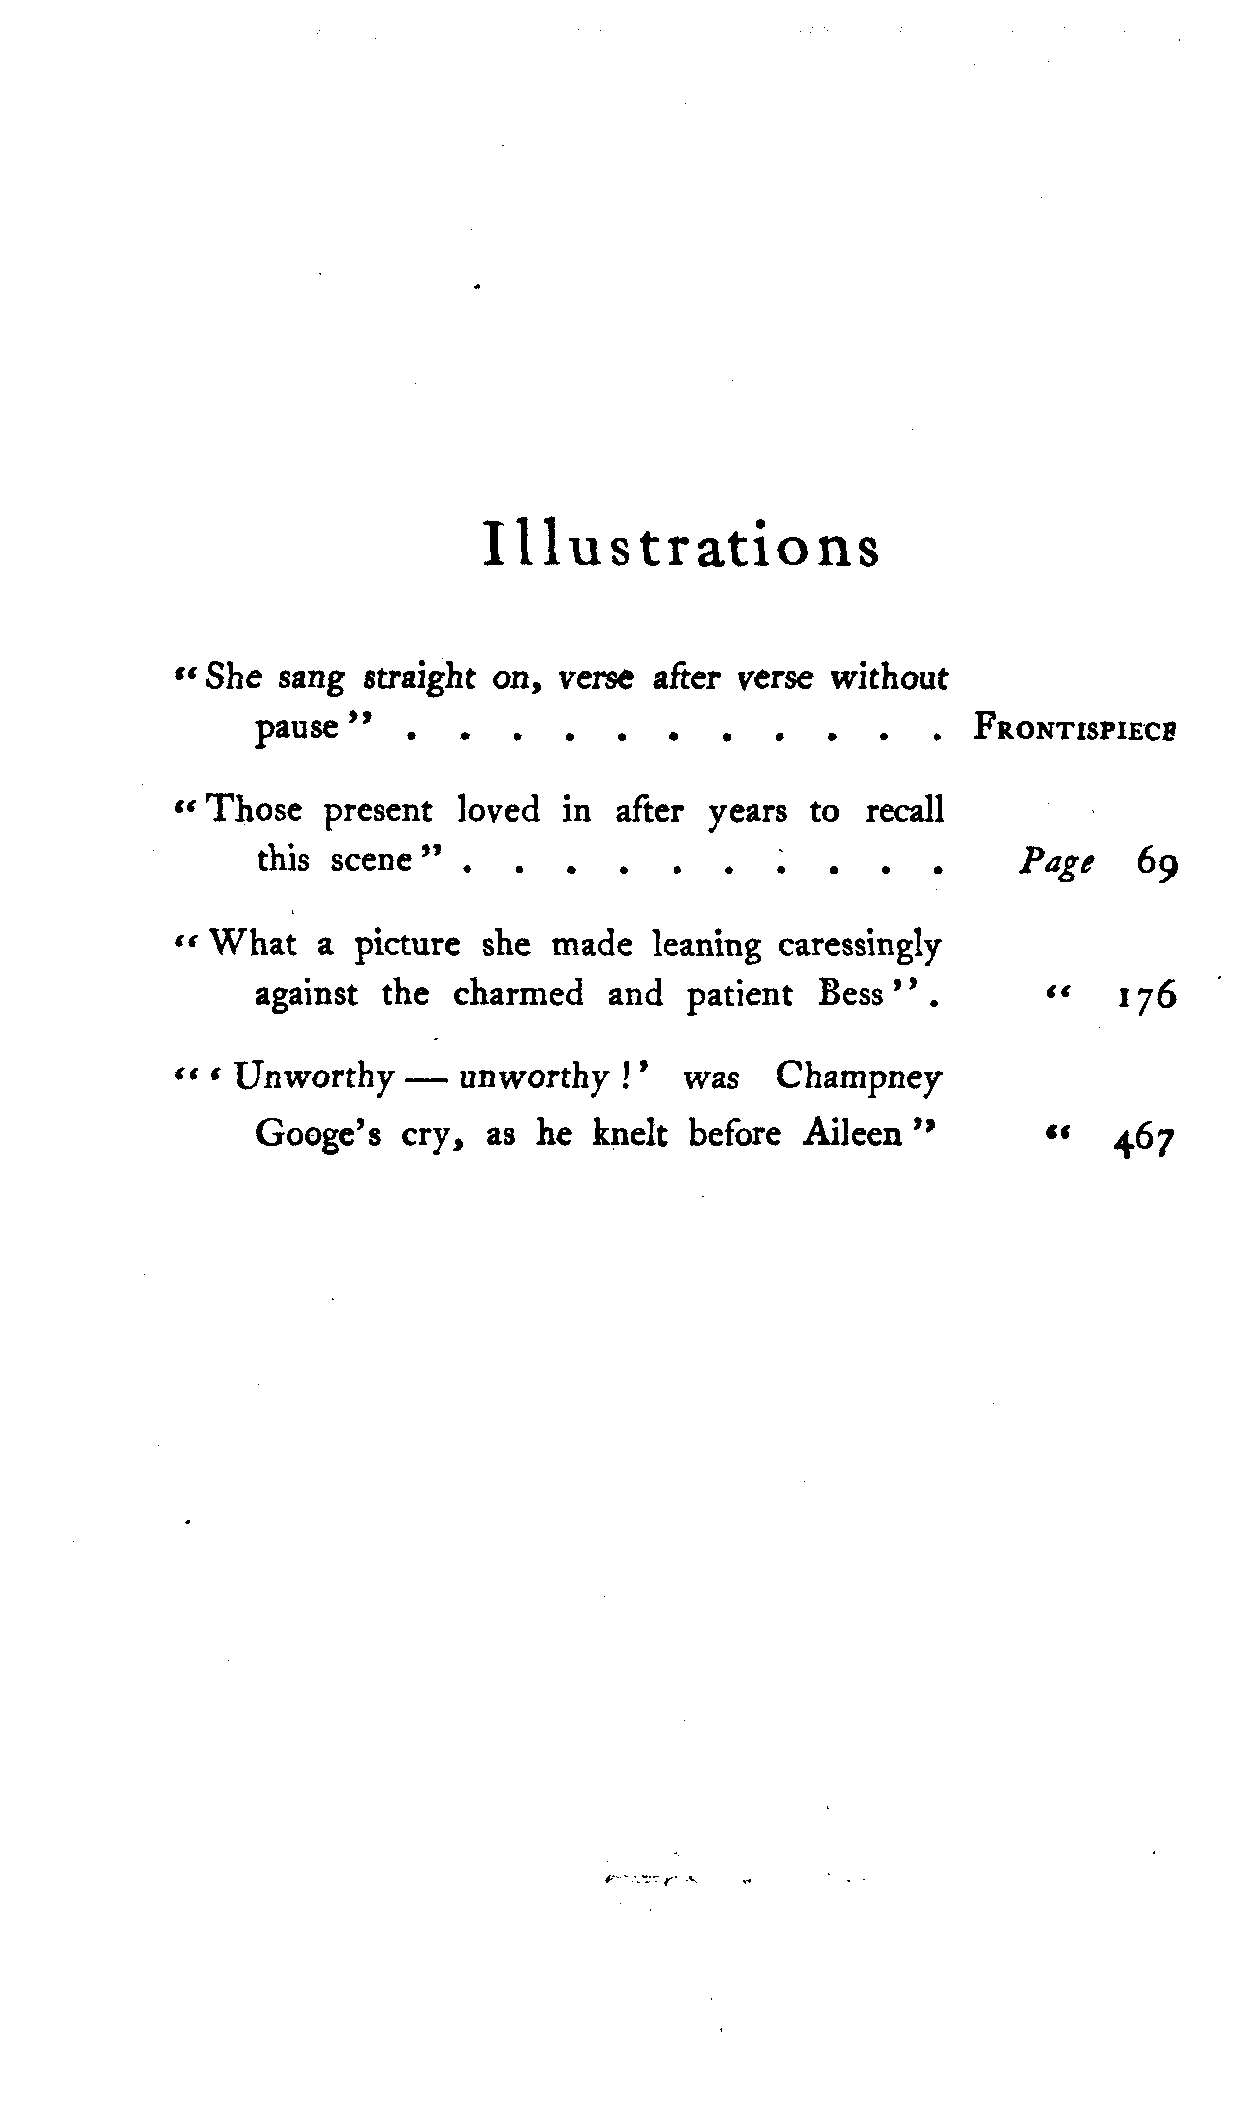 Illustrations
"She sang straight on, verse after verse without
pause" . . . . . . . . . . . FRONTISPIECE
"Those present loved in after years to recall
this scene" . . . . . . . . . . Page 69
"What a picture she made leaning caressingly
against the charmed and patient Bess" . " 176
"'Unworthy — unworthy!' was Champney
Googe's cry, as he knelt before Aileen" " 467